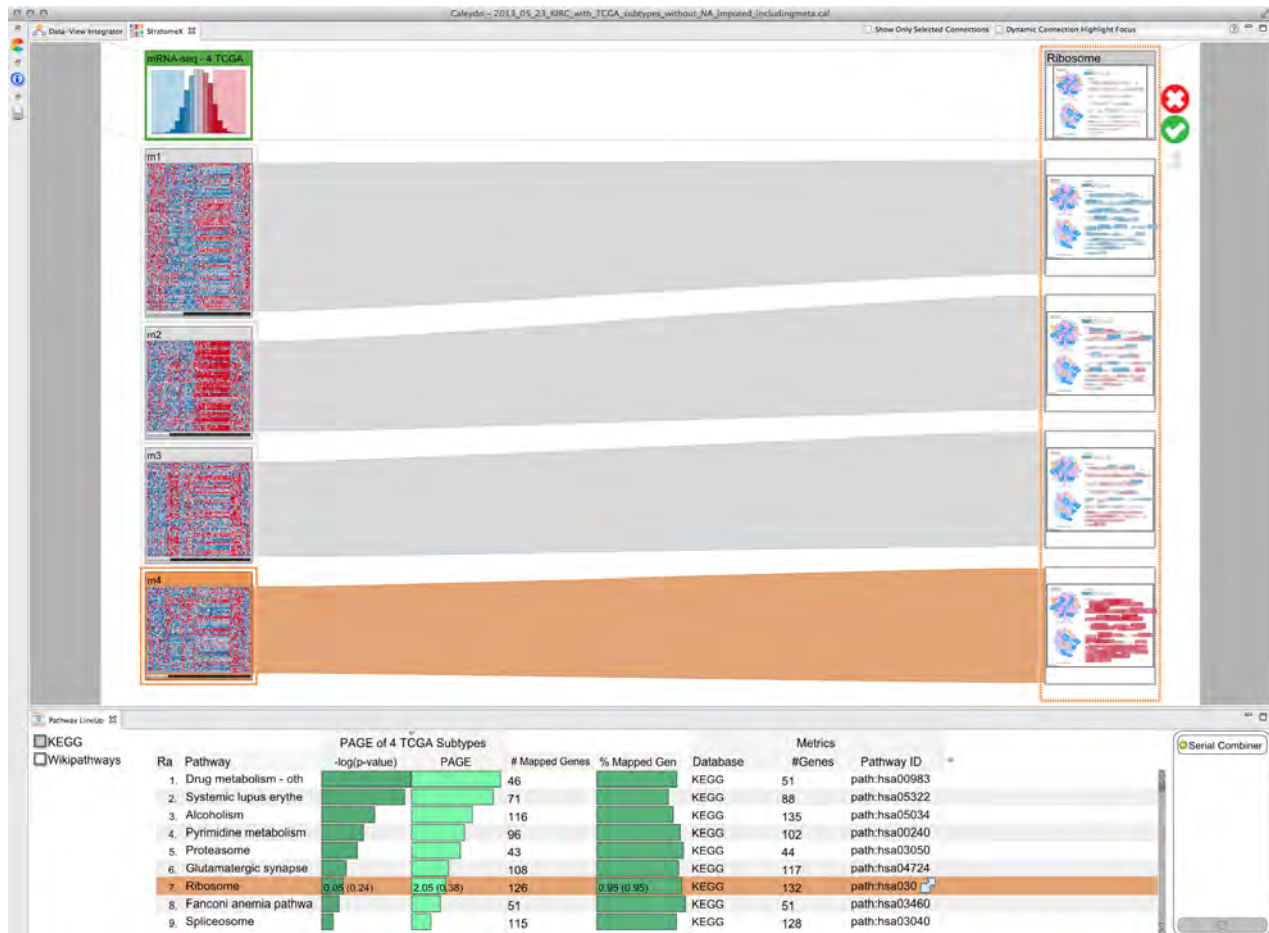 Caleydo - 2013_05_23_KIRC_with_TCGA_subtypes_without_NA_imputed_includingmeta.cal
Data-View Integrator StratomeX Show Only Selected Connections Dynamic Connection Highlight Focus
mRNA-seq - 4 TCGA Ribosome
m1
m2
m3
m4
Pathway LineUp
KEGG PAGE of 4 TCGA Subtypes Metrics Serial Combiner
Wikipathways Ra Pathway -log(p-value) PAGE # Mapped Genes % Mapped Gen Database #Genes Pathway ID
1. Drug metabolism - oth 46 KEGG 51 path:hsa00983
2. Systemic lupus erythe 71 KEGG 88 path:hsa05322
3. Alcoholism 116 KEGG 135 path:hsa05034
4. Pyrimidine metabolism 96 KEGG 102 path:hsa00240
5. Proteasome 43 KEGG 44 path:hsa03050
6. Glutamatergic synapse 108 KEGG 117 path:hsa04724
7. Ribosome 0.05 (0.24) 2.05 (0.38) 126 0.95 (0.95) KEGG 132 path:hsa030
8. Fanconi anemia pathwa 51 KEGG 51 path:hsa03460
9. Spliceosome 115 KEGG 128 path:hsa03040